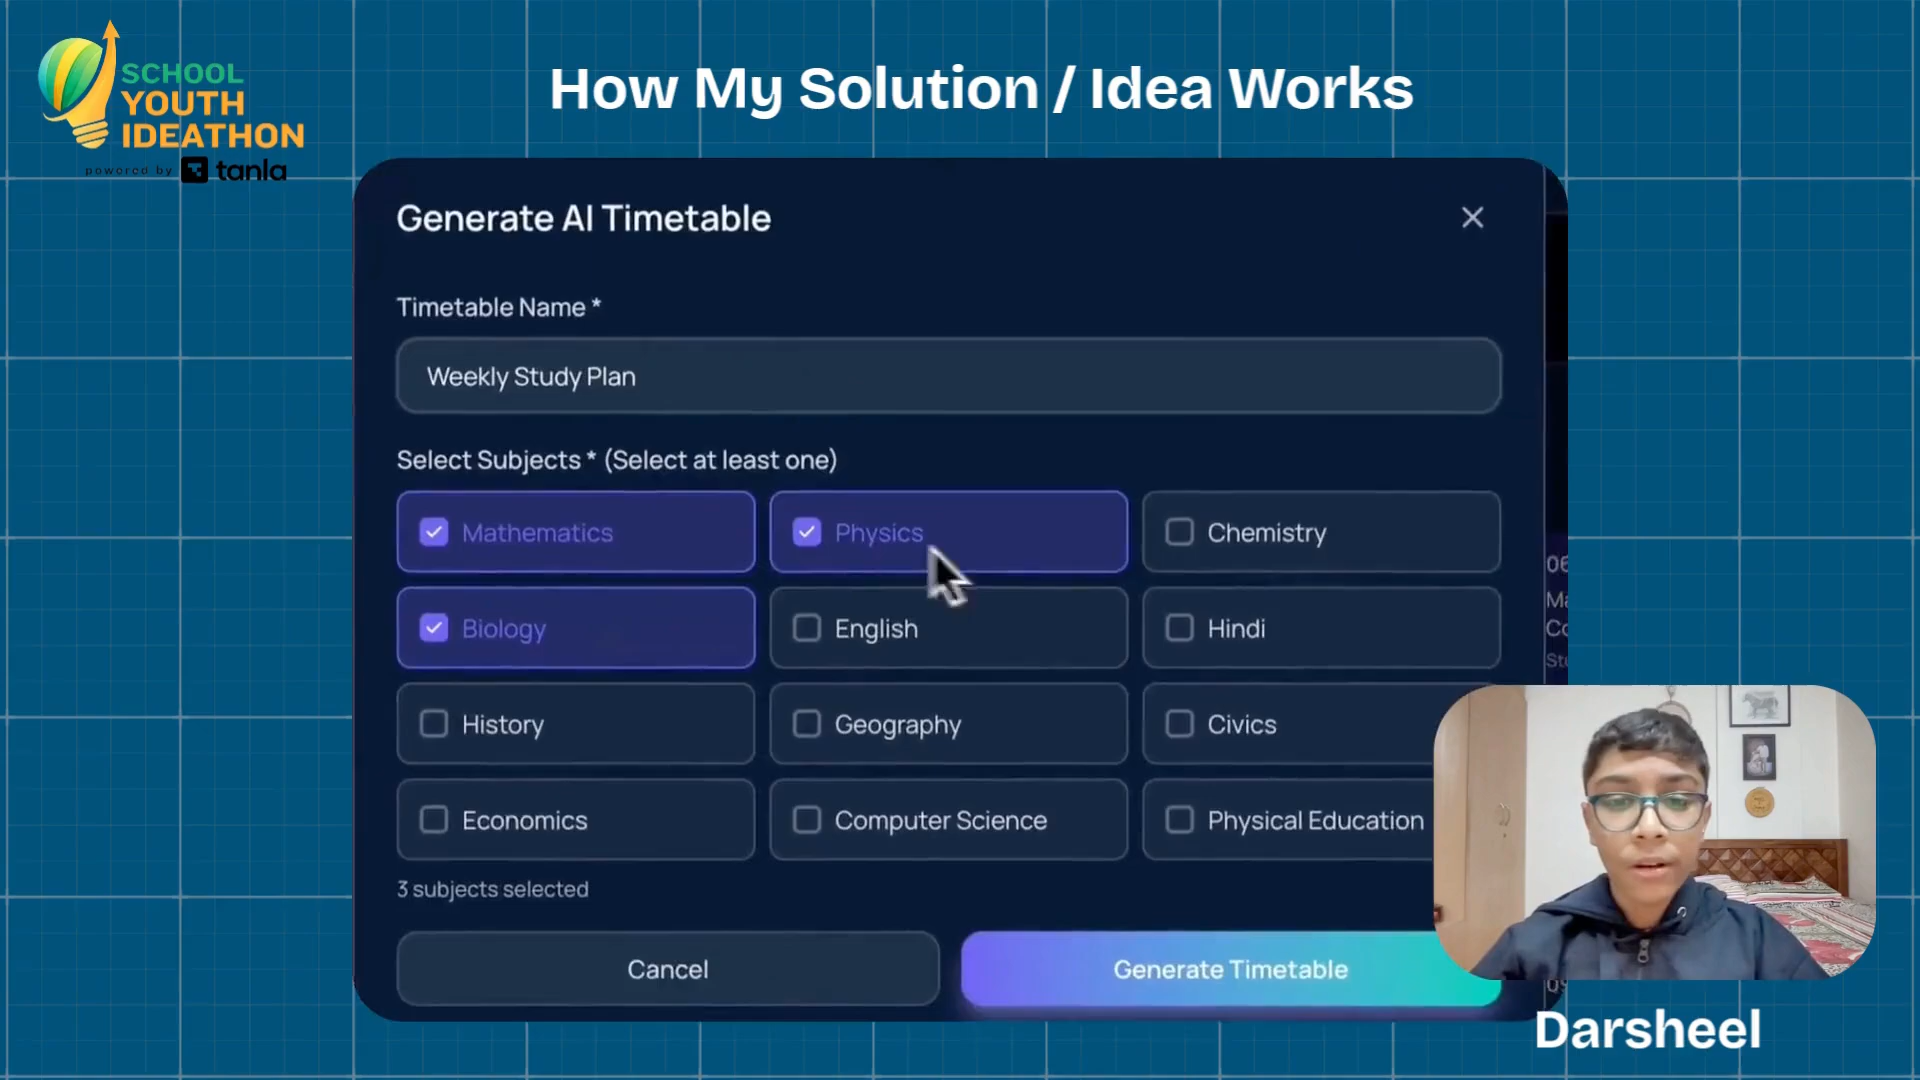 SCHOOL
YOUTH
IDEATHON
powered by tanla
How My Solution / Idea Works
Generate AI Timetable
Timetable Name *
Weekly Study Plan
Select Subjects * (Select at least one)
Mathematics
Physics
Chemistry
Biology
English
Hindi
History
Geography
Civics
Economics
Computer Science
Physical Education
3 subjects selected
Cancel
Generate Timetable
Darsheel